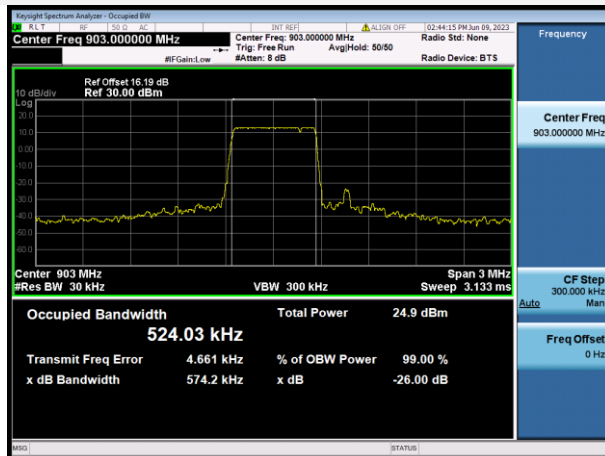 Keysight Spectrum Analyzer - Occupied BW
RLT RF 50 Ω AC INT REF ALIGN OFF 02:44:15 PM Jun 09, 2023
Center Freq 903.000000 MHz Center Freq: 903.000000 MHz Radio Std: None
Trig: Free Run Avg|Hold: 50/50
#IFGain:Low #Atten: 8 dB Radio Device: BTS
Ref Offset 16.19 dB
10 dB/div Ref 30.00 dBm
Log
20.0
10.0
0.00
-10.0
-20.0
-30.0
-40.0
-50.0
-60.0
Center 903 MHz Span 3 MHz
#Res BW 30 kHz VBW 300 kHz Sweep 3.133 ms
Occupied Bandwidth Total Power 24.9 dBm
524.03 kHz
Transmit Freq Error 4.661 kHz % of OBW Power 99.00 %
x dB Bandwidth 574.2 kHz x dB -26.00 dB
MSG STATUS
Frequency
Center Freq
903.000000 MHz
CF Step
300.000 kHz
Auto Man
Freq Offset
0 Hz